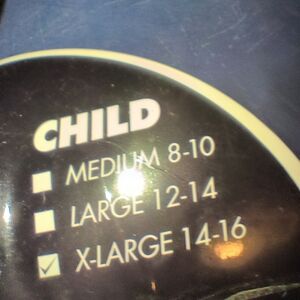 CHILD
MEDIUM 8-10
LARGE 12-14
X-LARGE 14-16